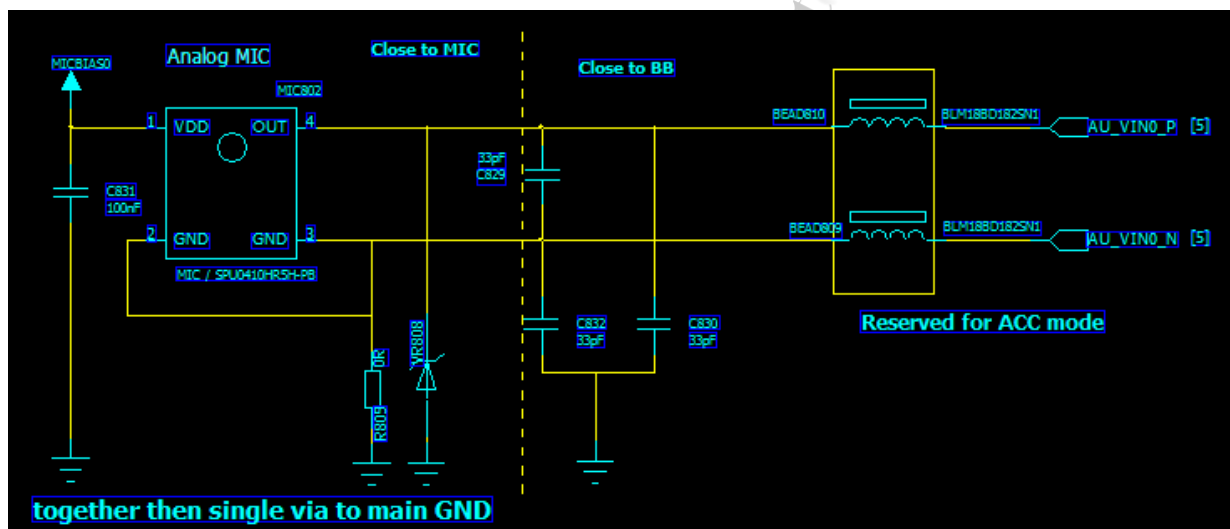 Analog MIC
Close to MIC
Close to BB
MICBIAS0
MIC802
1 VDD OUT 4
2 GND GND 3
MIC / SPU0410HR5H-PB
C831
100nF
33pF
C829
BEAD810
BLM18BD182SN1
AU_VIN0_P [5]
BEAD809
BLM18BD182SN1
AU_VIN0_N [5]
C832
33pF
C830
33pF
Reserved for ACC mode
0R
R805
VR808
together then single via to main GND